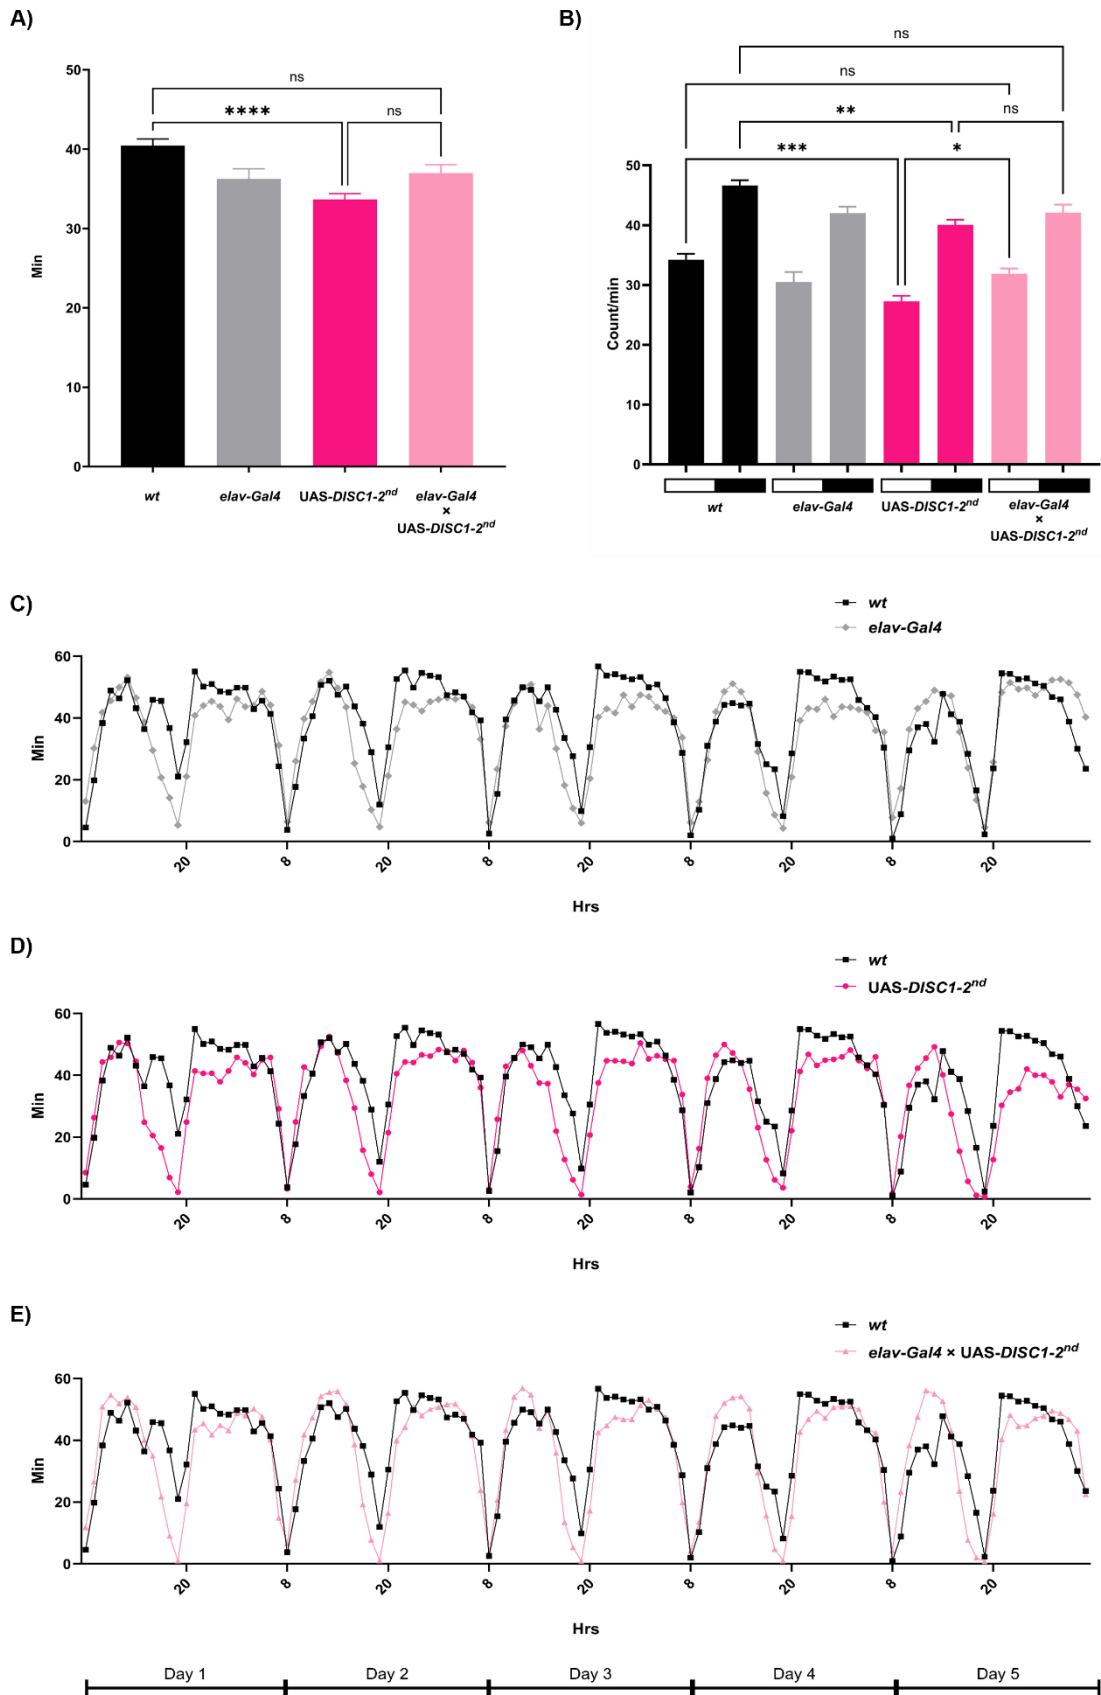 A)
B)
ns
ns
****
ns
50
40
30
20
10
0
Min
wt
elav-Gal4
UAS-DISC1-2nd
elav-Gal4
×
UAS-DISC1-2nd
ns
ns
**
ns
***
*
50
40
30
20
10
0
Count/min
wt
elav-Gal4
UAS-DISC1-2nd
elav-Gal4
×
UAS-DISC1-2nd
C)
wt
elav-Gal4
60
40
20
0
Min
20 8 20 8 20 8 20 8 20
Hrs
D)
wt
UAS-DISC1-2nd
60
40
20
0
Min
20 8 20 8 20 8 20 8 20
Hrs
E)
wt
elav-Gal4 × UAS-DISC1-2nd
60
40
20
0
Min
20 8 20 8 20 8 20 8 20
Hrs
Day 1 Day 2 Day 3 Day 4 Day 5